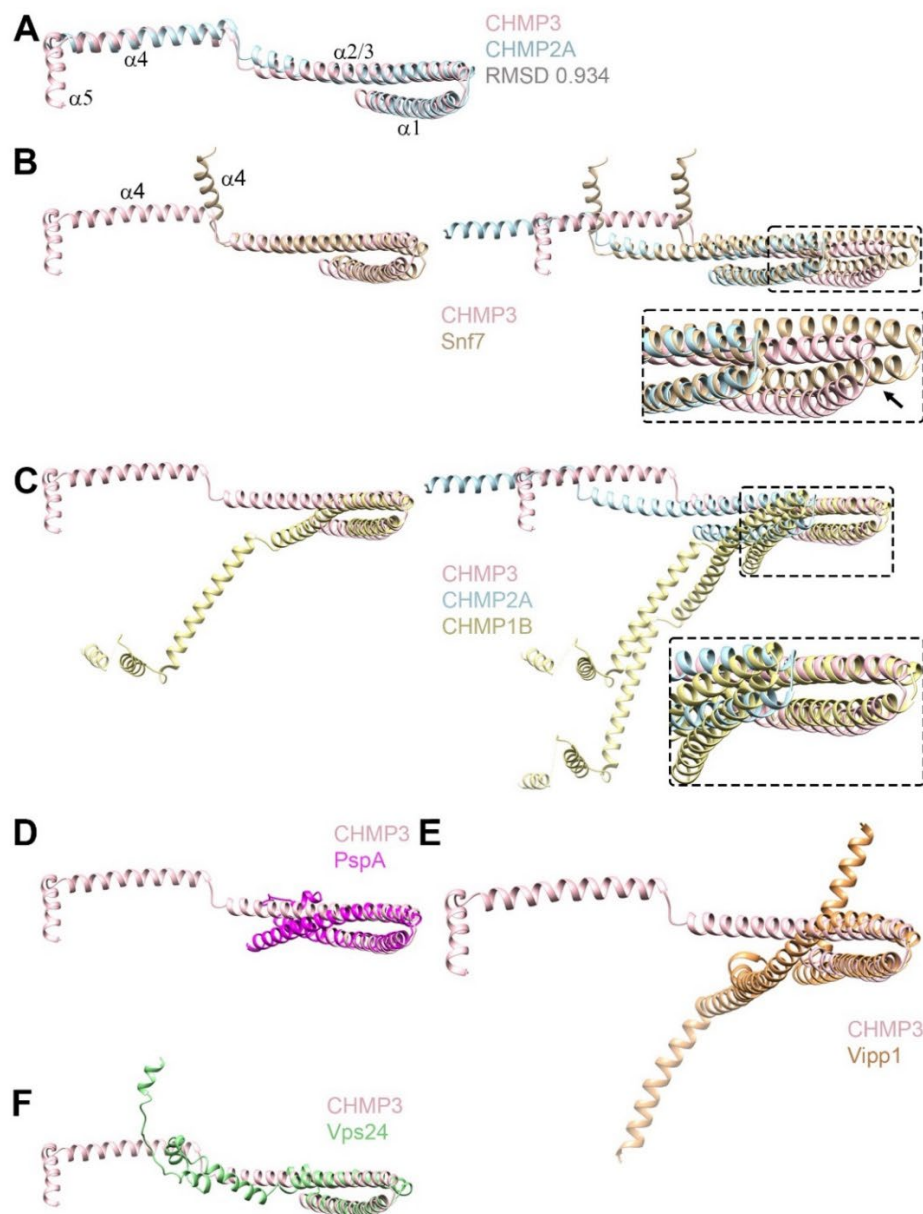 A
CHMP3
CHMP2A
RMSD 0.934
α4
α2/3
α5
α1
B
α4
α4
CHMP3
Snf7
C
CHMP3
CHMP2A
CHMP1B
D
CHMP3
PspA
E
CHMP3
Vipp1
F
CHMP3
Vps24